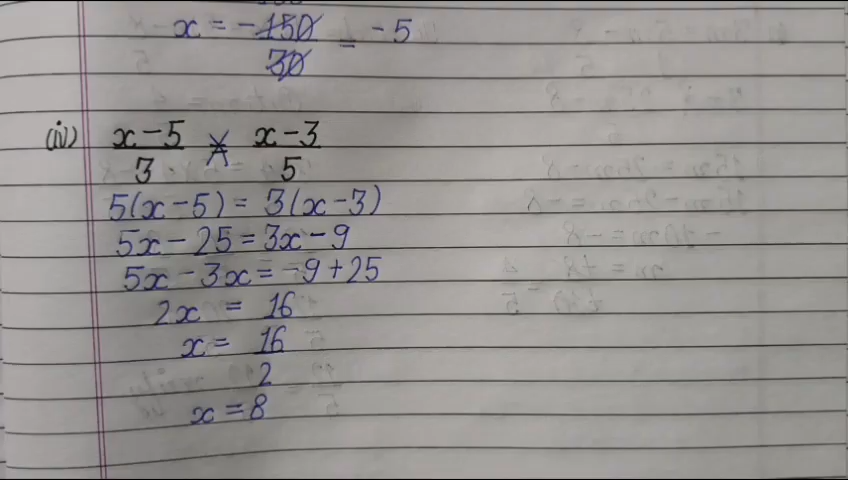 x = -150/30 = -5
(iv) x-5/3 = x-3/5
5(x-5) = 3(x-3)
5x-25 = 3x-9
5x-3x = -9+25
2x = 16
x = 16/2
x = 8